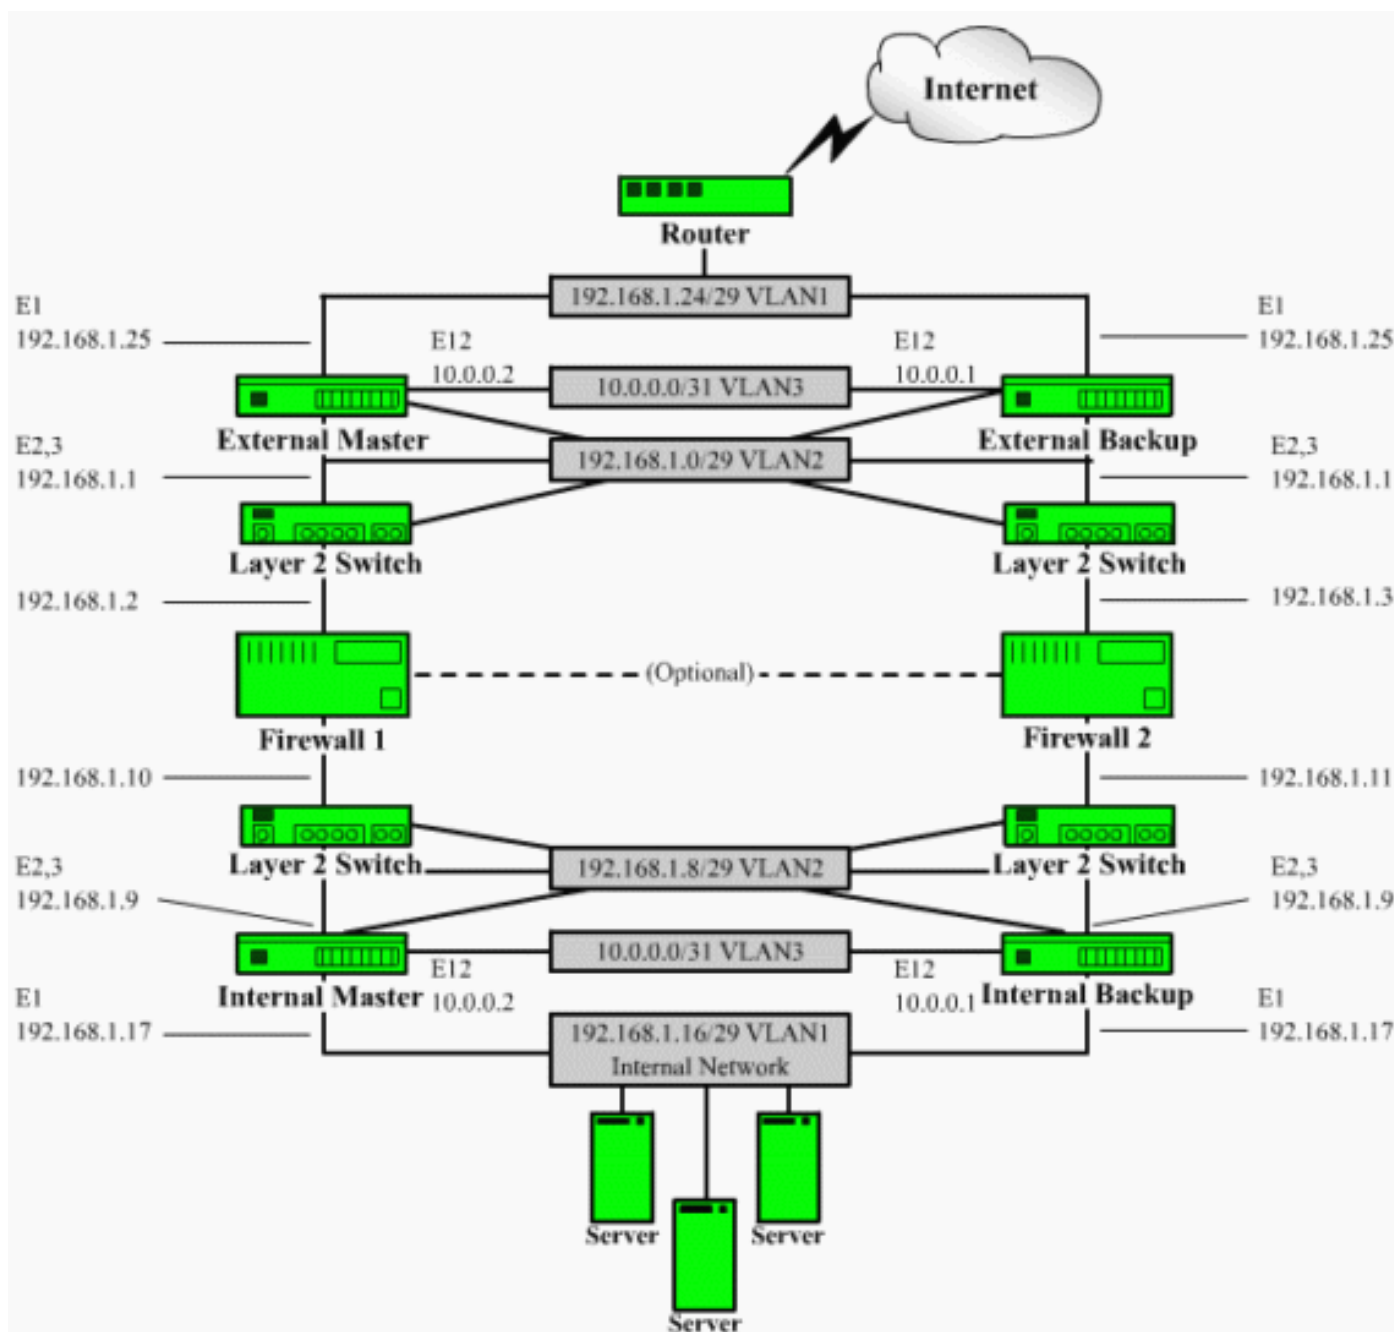 Internet
Router
192.168.1.24/29 VLAN1
E1
192.168.1.25
E1
192.168.1.25
E12
10.0.0.2
E12
10.0.0.1
10.0.0.0/31 VLAN3
External Master
External Backup
E2,3
192.168.1.1
192.168.1.0/29 VLAN2
E2,3
192.168.1.1
Layer 2 Switch
Layer 2 Switch
192.168.1.2
192.168.1.3
(Optional)
Firewall 1
Firewall 2
192.168.1.10
192.168.1.11
Layer 2 Switch
192.168.1.8/29 VLAN2
Layer 2 Switch
E2,3
192.168.1.9
E2,3
192.168.1.9
10.0.0.0/31 VLAN3
E12
10.0.0.2
E12
10.0.0.1
Internal Master
Internal Backup
E1
192.168.1.17
E1
192.168.1.17
192.168.1.16/29 VLAN1
Internal Network
Server
Server
Server